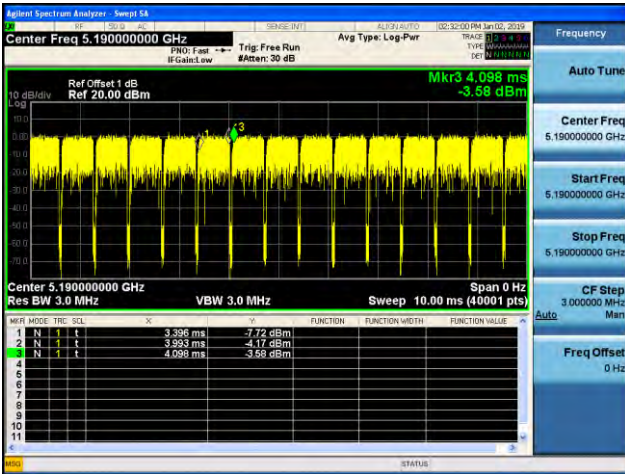 Agilent Spectrum Analyzer - Swept SA
RF 50 Ω AC SENSE:INT ALIGN AUTO 02:32:00 PM Jan 02, 2019
Center Freq 5.190000000 GHz
PNO: Fast
IFGain:Low
Trig: Free Run
#Atten: 30 dB
Avg Type: Log-Pwr
TRACE 1 2 3 4 5 6
TYPE
DET N N N N N N
Ref Offset 1 dB
10 dB/div Ref 20.00 dBm
Log
Mkr3 4.098 ms
-3.58 dBm
10.0
0.00
-10.0
-20.0
-30.0
-40.0
-50.0
-60.0
-70.0
1
3
Center 5.190000000 GHz Span 0 Hz
Res BW 3.0 MHz VBW 3.0 MHz Sweep 10.00 ms (40001 pts)
MKR MODE TRC SCL X Y FUNCTION FUNCTION WIDTH FUNCTION VALUE
1 N 1 t 3.396 ms -7.72 dBm
2 N 1 t 3.993 ms -4.17 dBm
3 N 1 t 4.098 ms -3.58 dBm
4
5
6
7
8
9
10
11
MSG STATUS
Frequency
Auto Tune
Center Freq
5.190000000 GHz
Start Freq
5.190000000 GHz
Stop Freq
5.190000000 GHz
CF Step
3.000000 MHz
Auto Man
Freq Offset
0 Hz